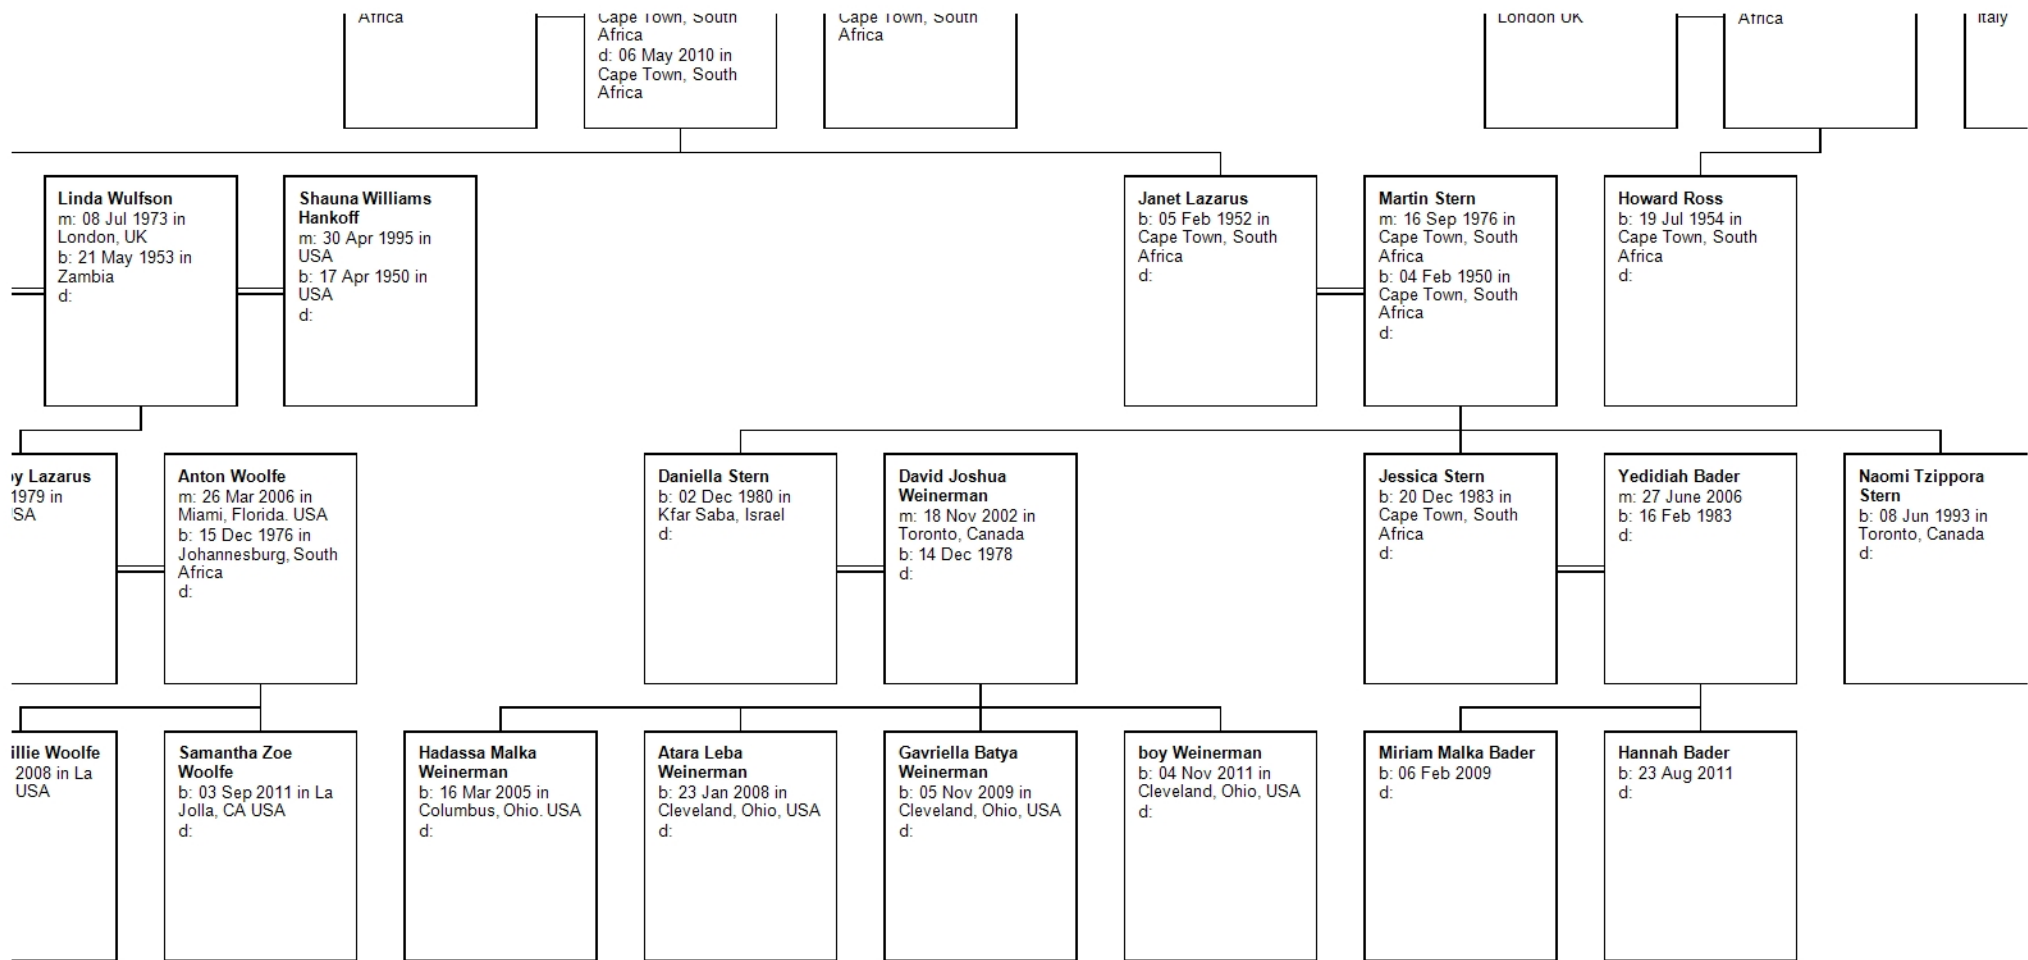 Africa
Cape Town, South
Africa
d: 06 May 2010 in
Cape Town, South
Africa
Cape Town, South
Africa
London UK
Africa
Italy
Linda Wulfson
m: 08 Jul 1973 in
London, UK
b: 21 May 1953 in
Zambia
d:
Shauna Williams
Hankoff
m: 30 Apr 1995 in
USA
b: 17 Apr 1950 in
USA
d:
Janet Lazarus
b: 05 Feb 1952 in
Cape Town, South
Africa
d:
Martin Stern
m: 16 Sep 1976 in
Cape Town, South
Africa
b: 04 Feb 1950 in
Cape Town, South
Africa
d:
Howard Ross
b: 19 Jul 1954 in
Cape Town, South
Africa
d:
Lazarus
1979 in
Anton Woolfe
m: 26 Mar 2006 in
Miami, Florida. USA
b: 15 Dec 1976 in
Johannesburg, South
Africa
d:
Daniella Stern
b: 02 Dec 1980 in
Kfar Saba, Israel
d:
David Joshua
Weinerman
m: 18 Nov 2002 in
Toronto, Canada
b: 14 Dec 1978
d:
Jessica Stern
b: 20 Dec 1983 in
Cape Town, South
Africa
d:
Yedidiah Bader
m: 27 June 2006
b: 16 Feb 1983
d:
Naomi Tzippora
Stern
b: 08 Jun 1993 in
Toronto, Canada
d:
illie Woolfe
2008 in La
USA
Samantha Zoe
Woolfe
b: 03 Sep 2011 in La
Jolla, CA USA
d:
Hadassa Malka
Weinerman
b: 16 Mar 2005 in
Columbus, Ohio. USA
d:
Atara Leba
Weinerman
b: 23 Jan 2008 in
Cleveland, Ohio, USA
d:
Gavriella Batya
Weinerman
b: 05 Nov 2009 in
Cleveland, Ohio, USA
d:
boy Weinerman
b: 04 Nov 2011 in
Cleveland, Ohio, USA
d:
Miriam Malka Bader
b: 06 Feb 2009
d:
Hannah Bader
b: 23 Aug 2011
d: